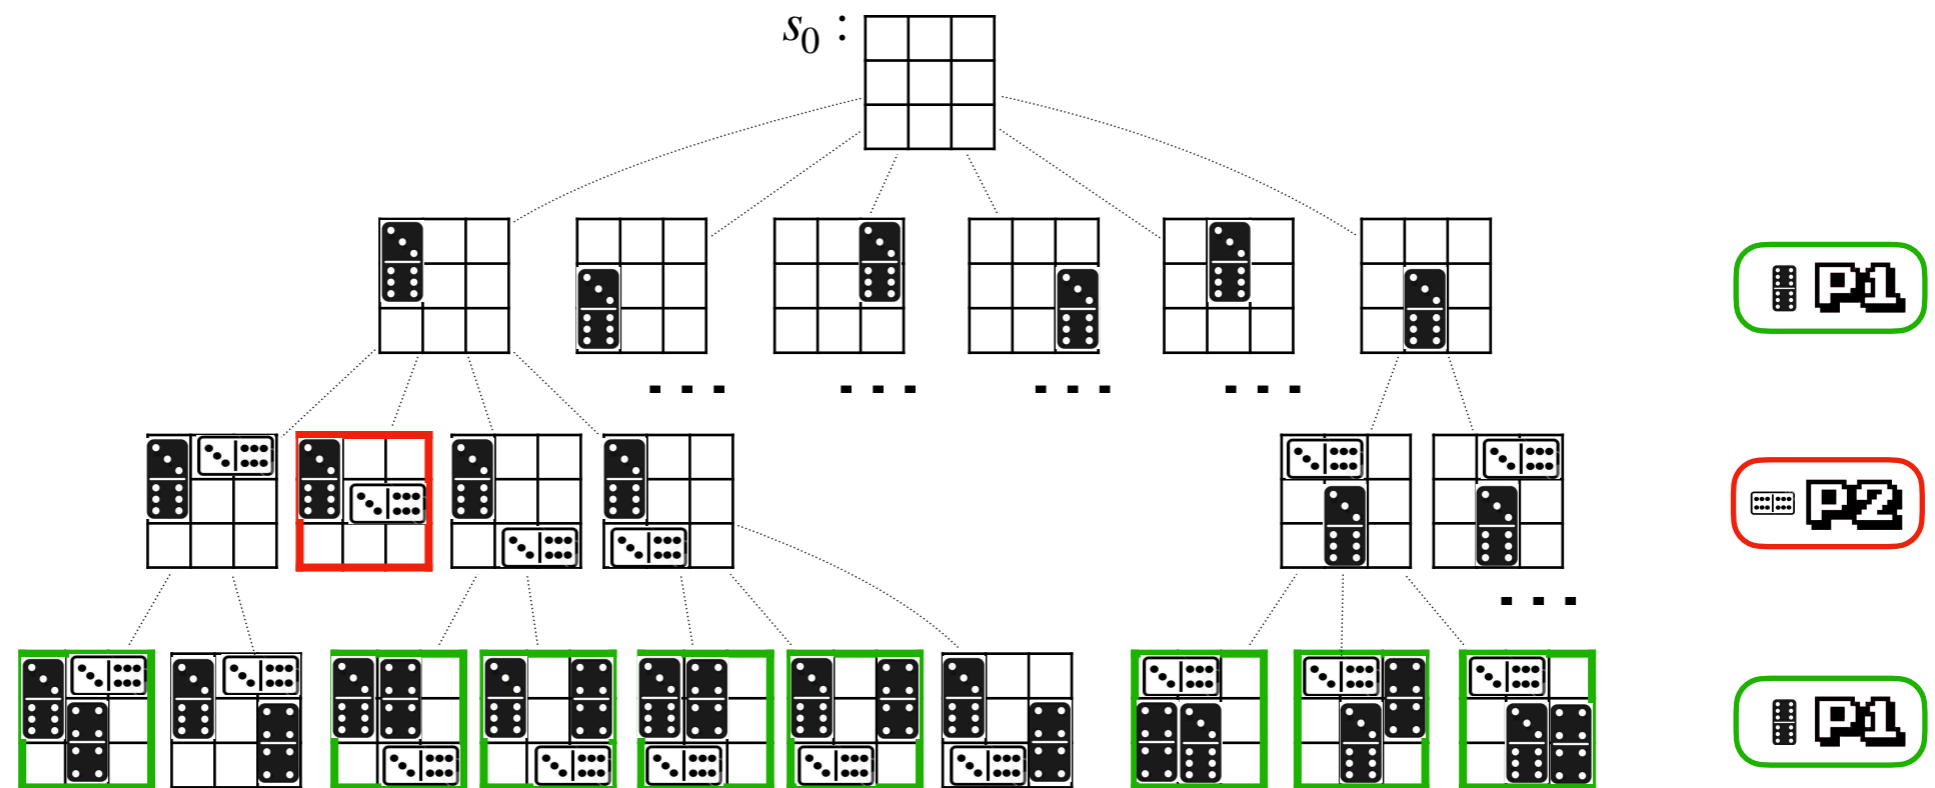 s₀ :
P1
. . .
. . .
. . .
. . .
P2
. . .
P1